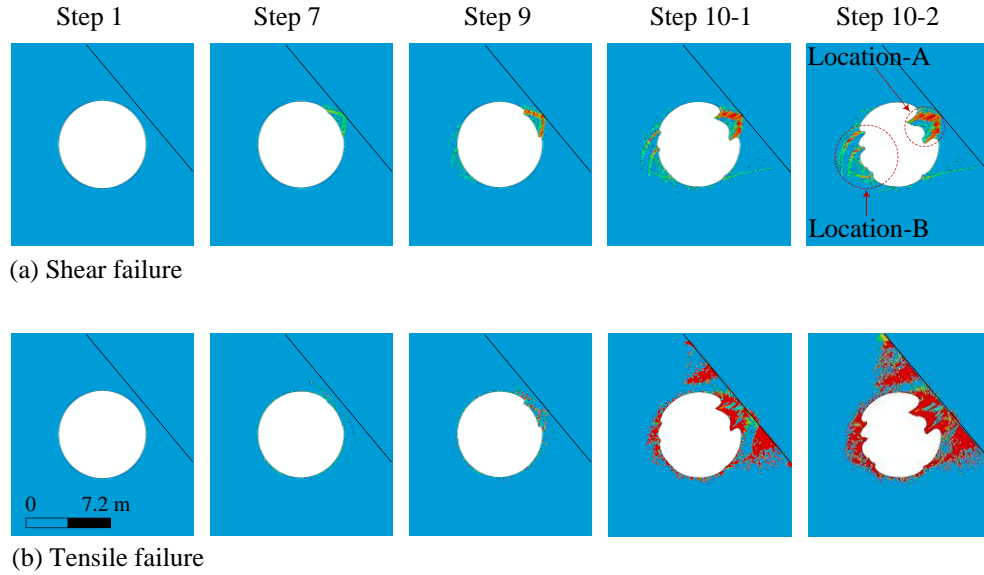 Step 1
Step 7
Step 9
Step 10-1
Step 10-2
Location-A
Location-B
(a) Shear failure
0
7.2 m
(b) Tensile failure